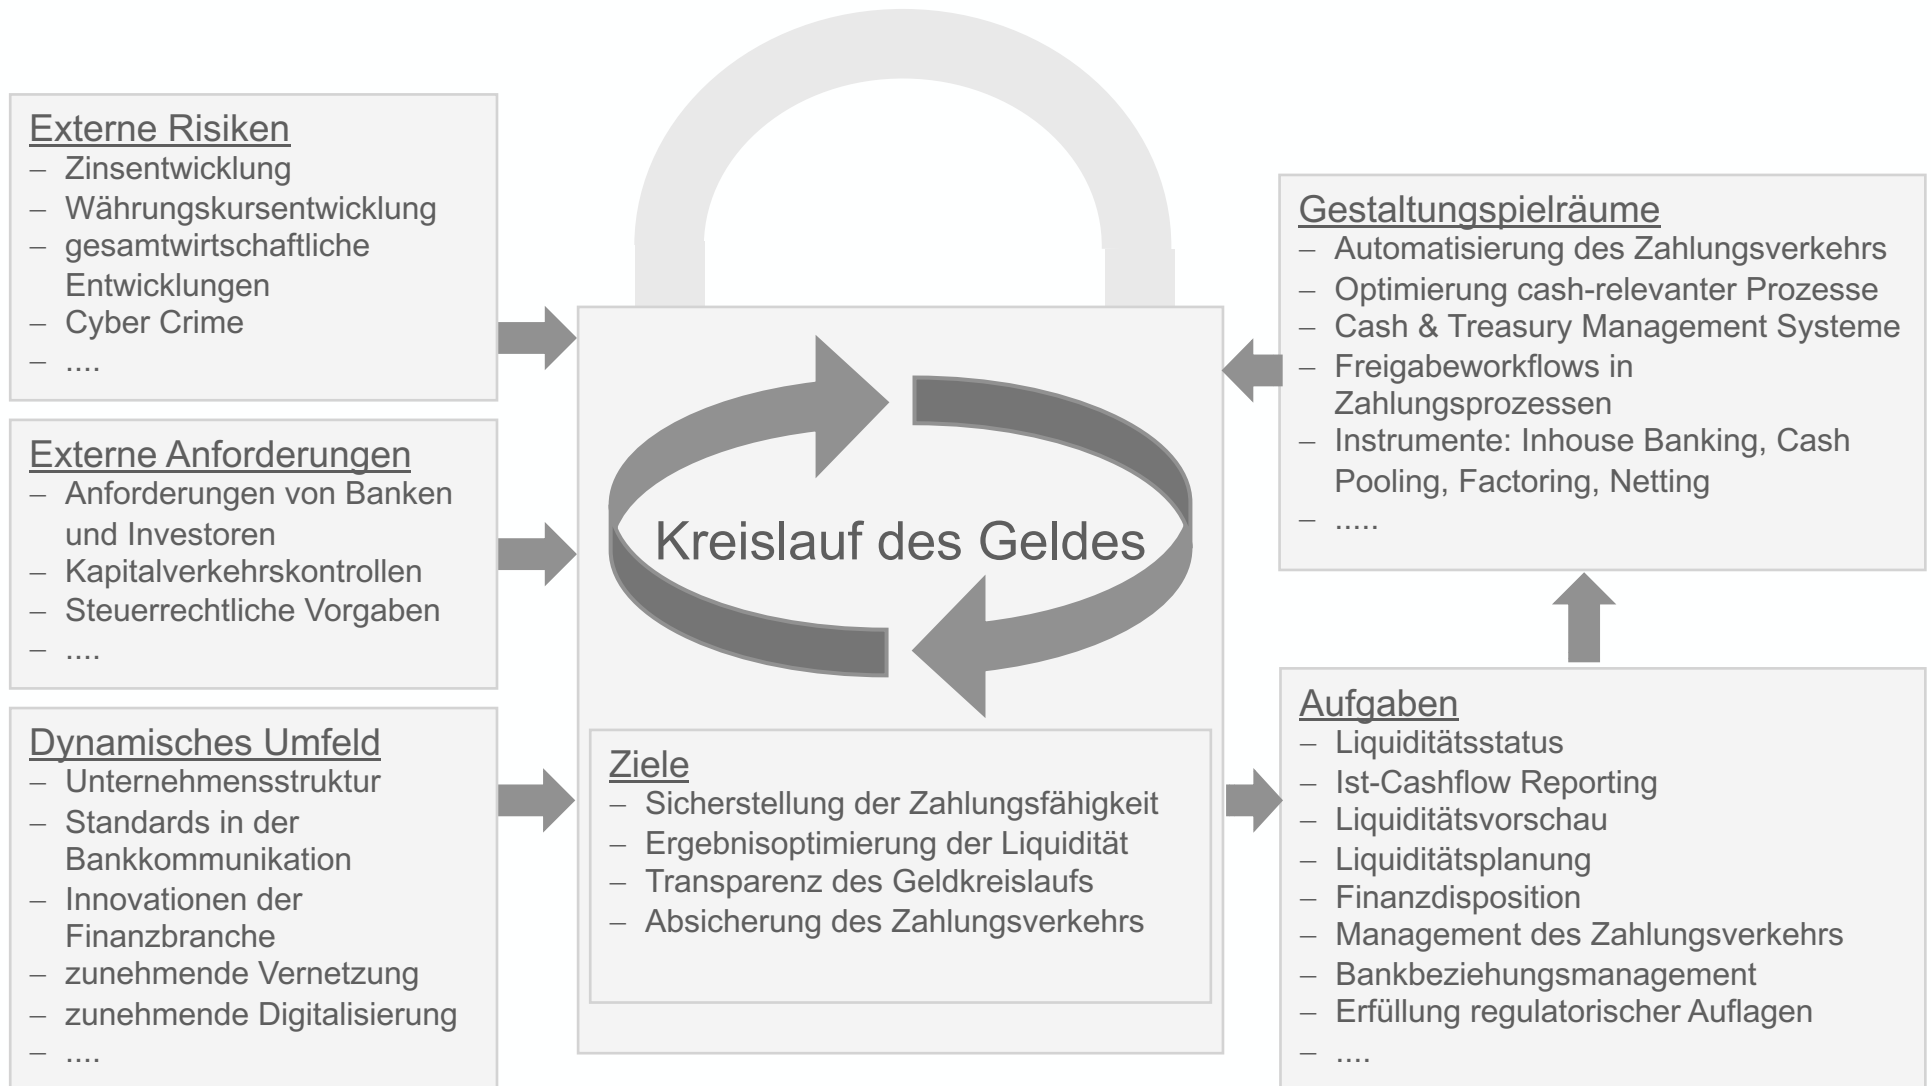 Externe Risiken
– Zinsentwicklung
– Währungskursentwicklung
– gesamtwirtschaftliche
Entwicklungen
– Cyber Crime
– ....
Externe Anforderungen
– Anforderungen von Banken
und Investoren
– Kapitalverkehrskontrollen
– Steuerrechtliche Vorgaben
– ....
Dynamisches Umfeld
– Unternehmensstruktur
– Standards in der
Bankkommunikation
– Innovationen der
Finanzbranche
– zunehmende Vernetzung
– zunehmende Digitalisierung
– ....
Kreislauf des Geldes
Ziele
– Sicherstellung der Zahlungsfähigkeit
– Ergebnisoptimierung der Liquidität
– Transparenz des Geldkreislaufs
– Absicherung des Zahlungsverkehrs
Gestaltungspielräume
– Automatisierung des Zahlungsverkehrs
– Optimierung cash-relevanter Prozesse
– Cash & Treasury Management Systeme
– Freigabeworkflows in
Zahlungsprozessen
– Instrumente: Inhouse Banking, Cash
Pooling, Factoring, Netting
– .....
Aufgaben
– Liquiditätsstatus
– Ist-Cashflow Reporting
– Liquiditätsvorschau
– Liquiditätsplanung
– Finanzdisposition
– Management des Zahlungsverkehrs
– Bankbeziehungsmanagement
– Erfüllung regulatorischer Auflagen
– ....